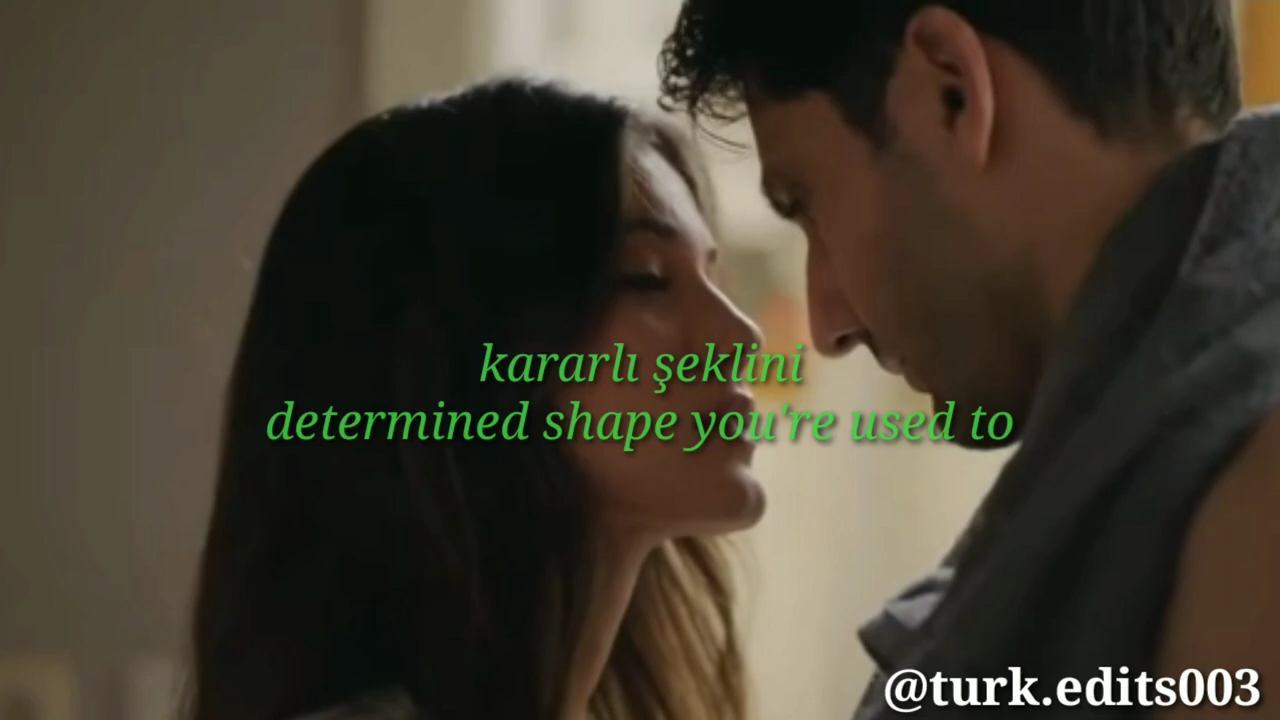 kararlı şeklini
determined shape you're used to
@turk.edits003